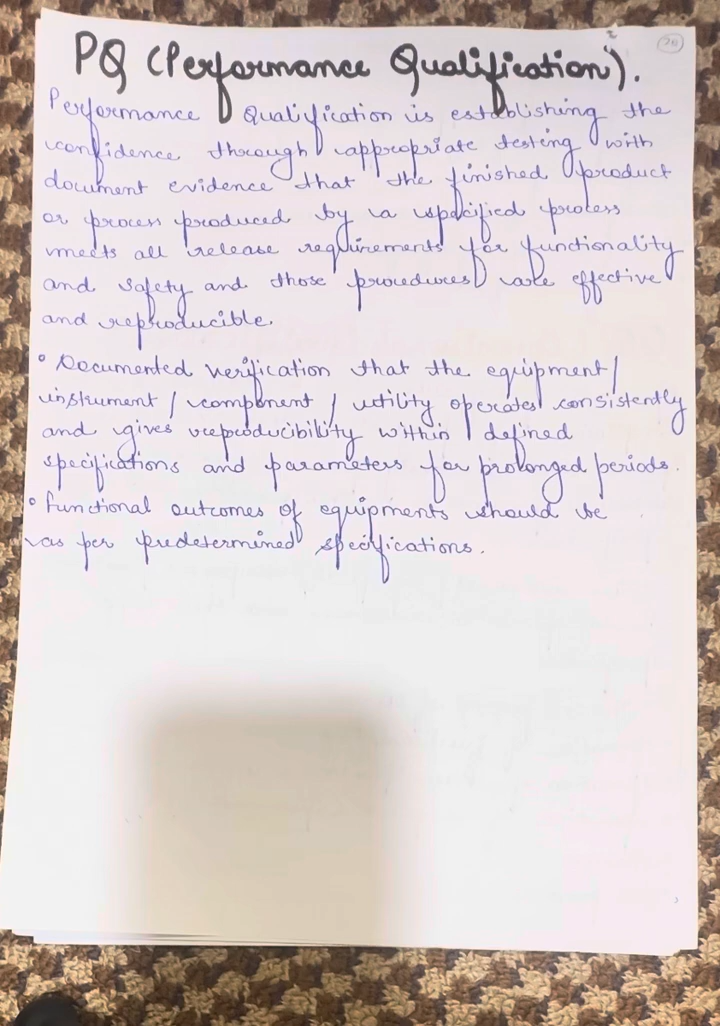 PQ (Performance Qualification).
Performance Qualification is establishing the
confidence through appropriate testing with
document evidence that the finished product
or process produced by a specified process
meets all release requirements for functionality
and safety and those procedures are effective
and reproducible.
• Documented verification that the equipment/
instrument / component / utility operates consistently
and gives reproducibility within defined
specifications and parameters for prolonged periods.
• functional outcomes of equipments should be
as per predetermined specifications.